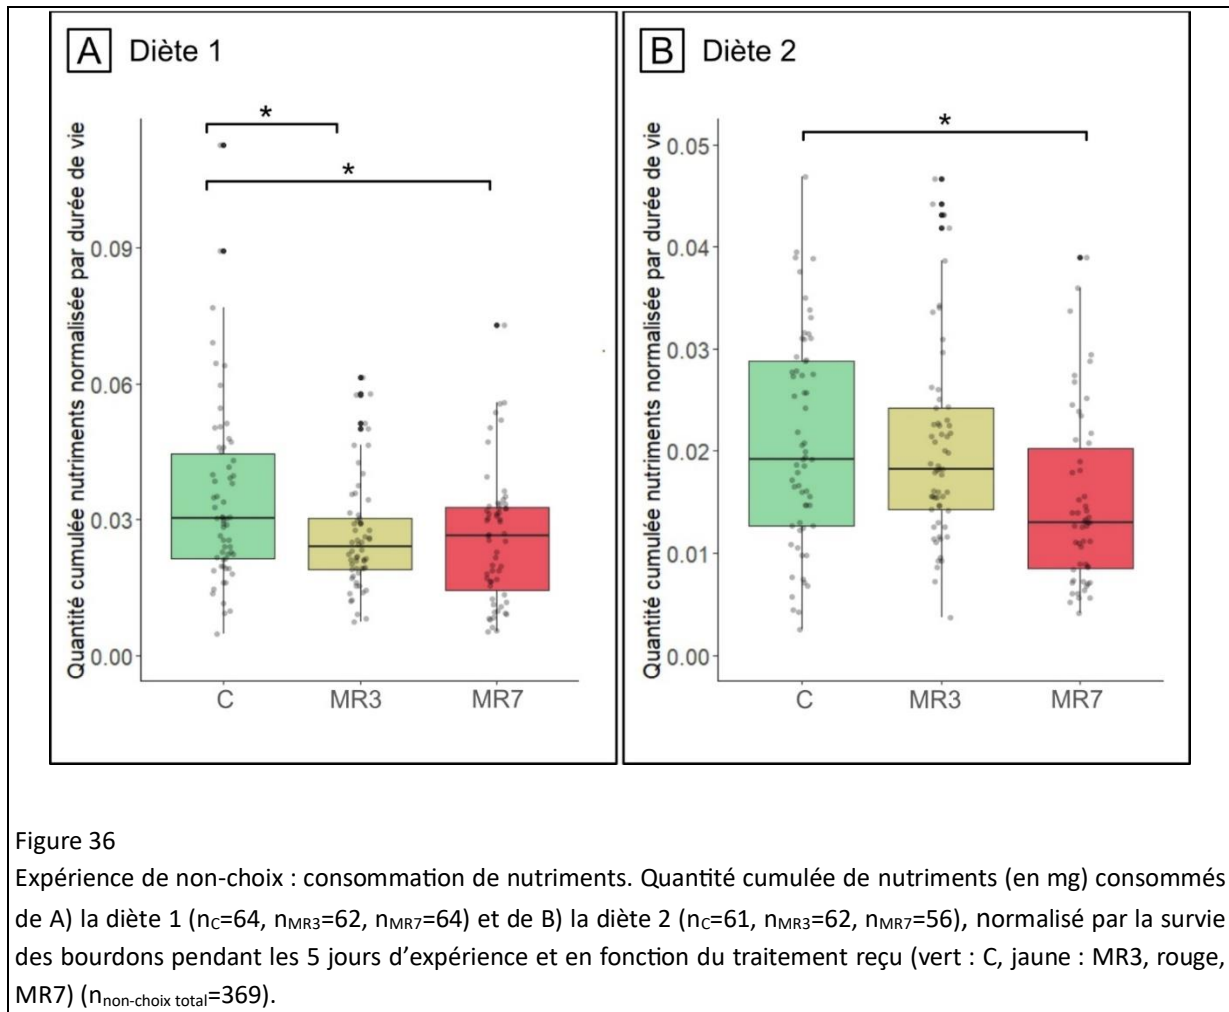 A Diète 1
Quantité cumulée nutriments normalisée par durée de vie
*
*
0.09
0.06
0.03
0.00
C MR3 MR7
B Diète 2
Quantité cumulée nutriments normalisée par durée de vie
*
0.05
0.04
0.03
0.02
0.01
0.00
C MR3 MR7
Figure 36
Expérience de non-choix : consommation de nutriments. Quantité cumulée de nutriments (en mg) consommés
de A) la diète 1 (nC=64, nMR3=62, nMR7=64) et de B) la diète 2 (nC=61, nMR3=62, nMR7=56), normalisé par la survie
des bourdons pendant les 5 jours d’expérience et en fonction du traitement reçu (vert : C, jaune : MR3, rouge,
MR7) (nnon-choix total=369).